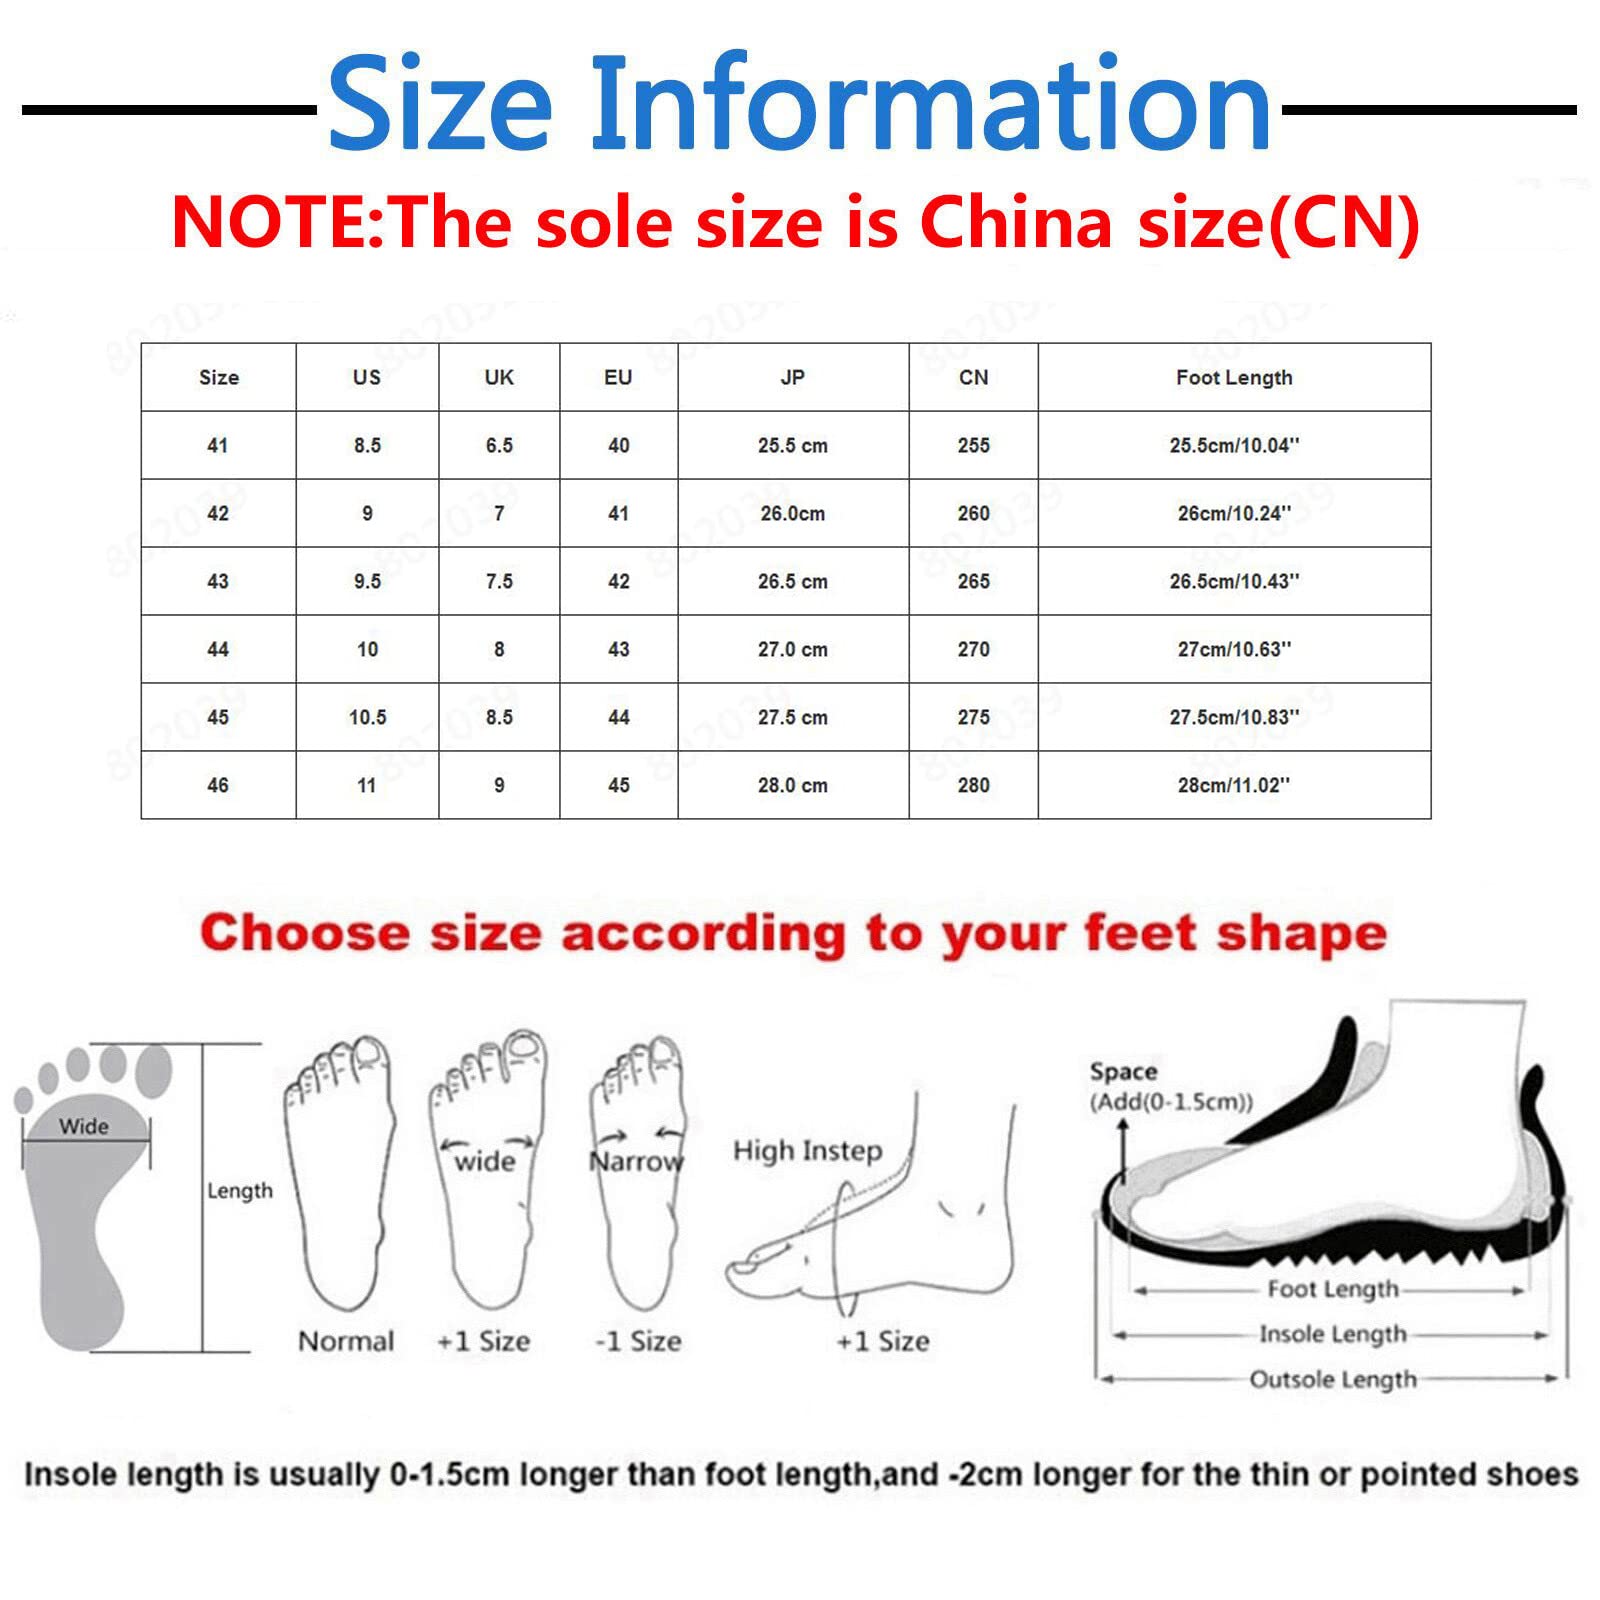 Size Information
NOTE:The sole size is China size(CN)
Size US UK EU JP CN Foot Length
41 8.5 6.5 40 25.5 cm 255 25.5cm/10.04''
42 9 7 41 26.0cm 260 26cm/10.24''
43 9.5 7.5 42 26.5 cm 265 26.5cm/10.43''
44 10 8 43 27.0 cm 270 27cm/10.63''
45 10.5 8.5 44 27.5 cm 275 27.5cm/10.83''
46 11 9 45 28.0 cm 280 28cm/11.02''
802039
Choose size according to your feet shape
Wide
Length
Normal
wide
+1 Size
Narrow
-1 Size
High Instep
+1 Size
Space
(Add(0-1.5cm))
Foot Length
Insole Length
Outsole Length
Insole length is usually 0-1.5cm longer than foot length,and -2cm longer for the thin or pointed shoes